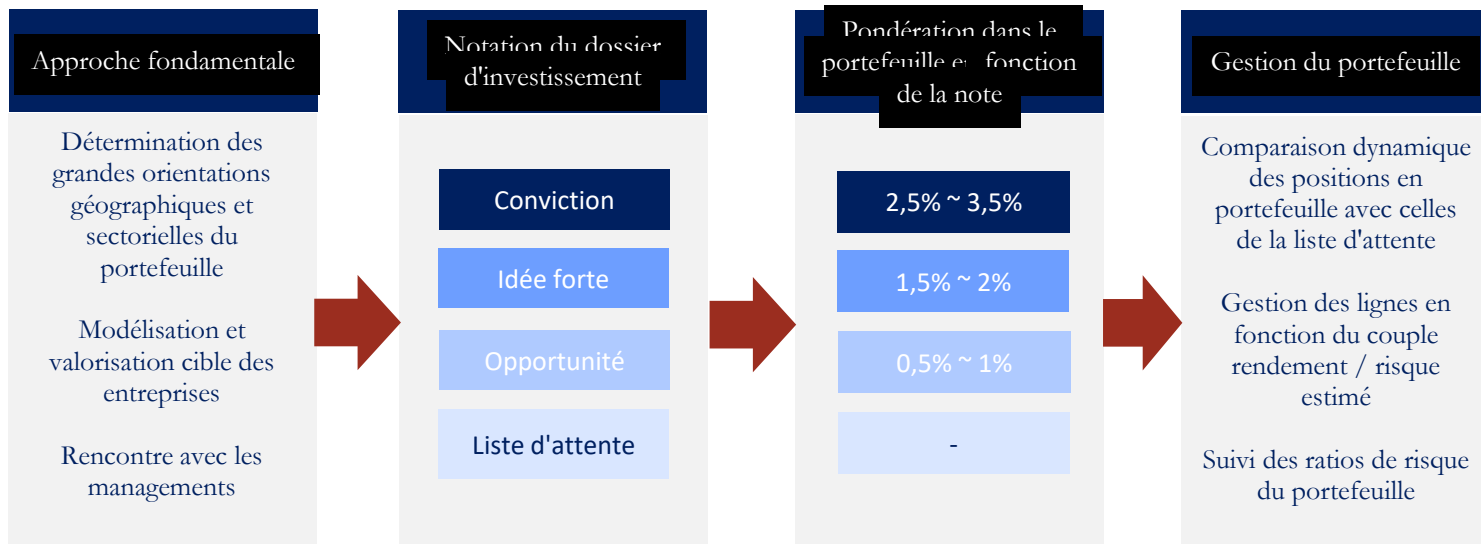 Approche fondamentale
Détermination des
grandes orientations
géographiques et
sectorielles du
portefeuille
Modélisation et
valorisation cible des
entreprises
Rencontre avec les
managements
Notation du dossier
d'investissement
Conviction
Idée forte
Opportunité
Liste d'attente
Pondération dans le
portefeuille en fonction
de la note
2,5% ~ 3,5%
1,5% ~ 2%
0,5% ~ 1%
-
Gestion du portefeuille
Comparaison dynamique
des positions en
portefeuille avec celles
de la liste d'attente
Gestion des lignes en
fonction du couple
rendement / risque
estimé
Suivi des ratios de risque
du portefeuille